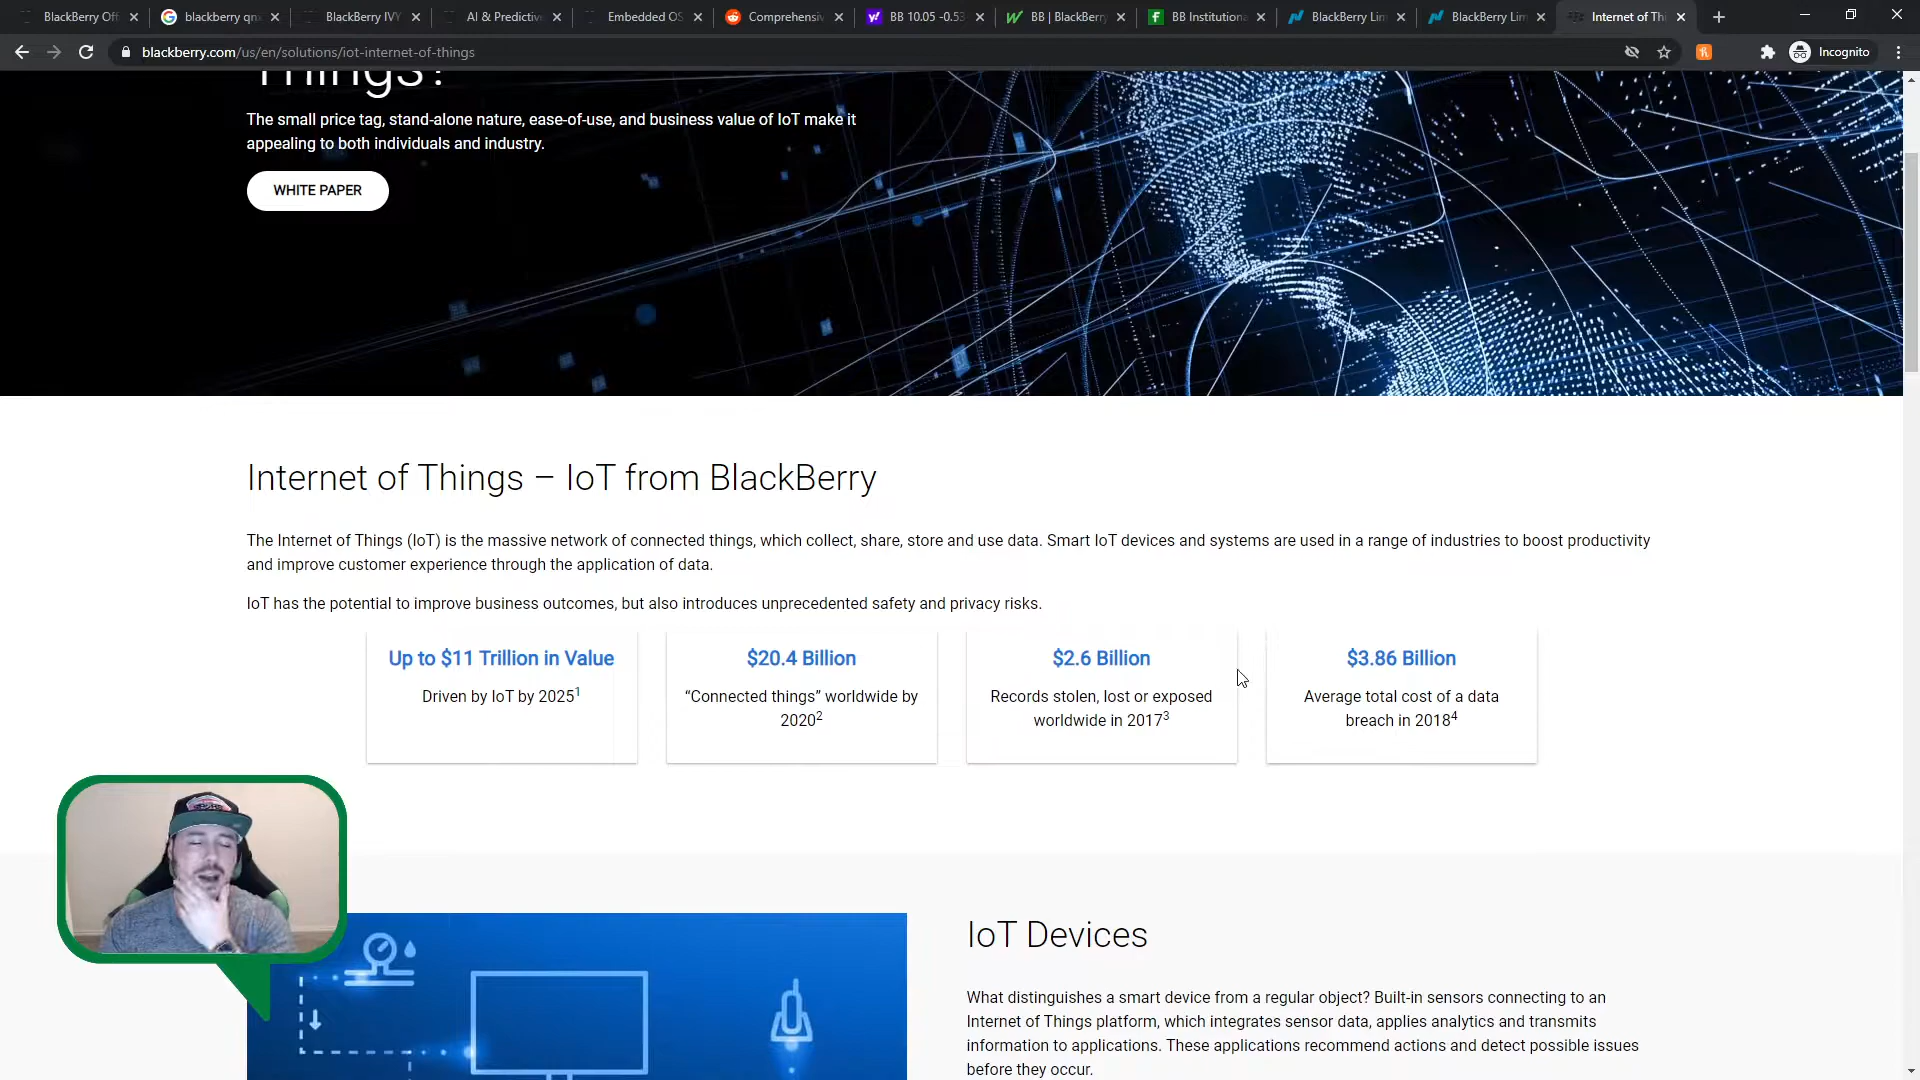 BlackBerry Off
blackberry qnx
BlackBerry IVY
AI & Predictiv
Embedded OS
Comprehensiv
BB 10.05 -0.53
BB | BlackBerry
BB Institutiona
BlackBerry Lim
BlackBerry Lim
Internet of Thi
blackberry.com/us/en/solutions/iot-internet-of-things
Incognito
Things?
The small price tag, stand-alone nature, ease-of-use, and business value of IoT make it
appealing to both individuals and industry.
WHITE PAPER
Internet of Things – IoT from BlackBerry
The Internet of Things (IoT) is the massive network of connected things, which collect, share, store and use data. Smart IoT devices and systems are used in a range of industries to boost productivity
and improve customer experience through the application of data.
IoT has the potential to improve business outcomes, but also introduces unprecedented safety and privacy risks.
Up to $11 Trillion in Value
Driven by IoT by 2025¹
$20.4 Billion
“Connected things” worldwide by
2020²
$2.6 Billion
Records stolen, lost or exposed
worldwide in 2017³
$3.86 Billion
Average total cost of a data
breach in 2018⁴
IoT Devices
What distinguishes a smart device from a regular object? Built-in sensors connecting to an
Internet of Things platform, which integrates sensor data, applies analytics and transmits
information to applications. These applications recommend actions and detect possible issues
before they occur.